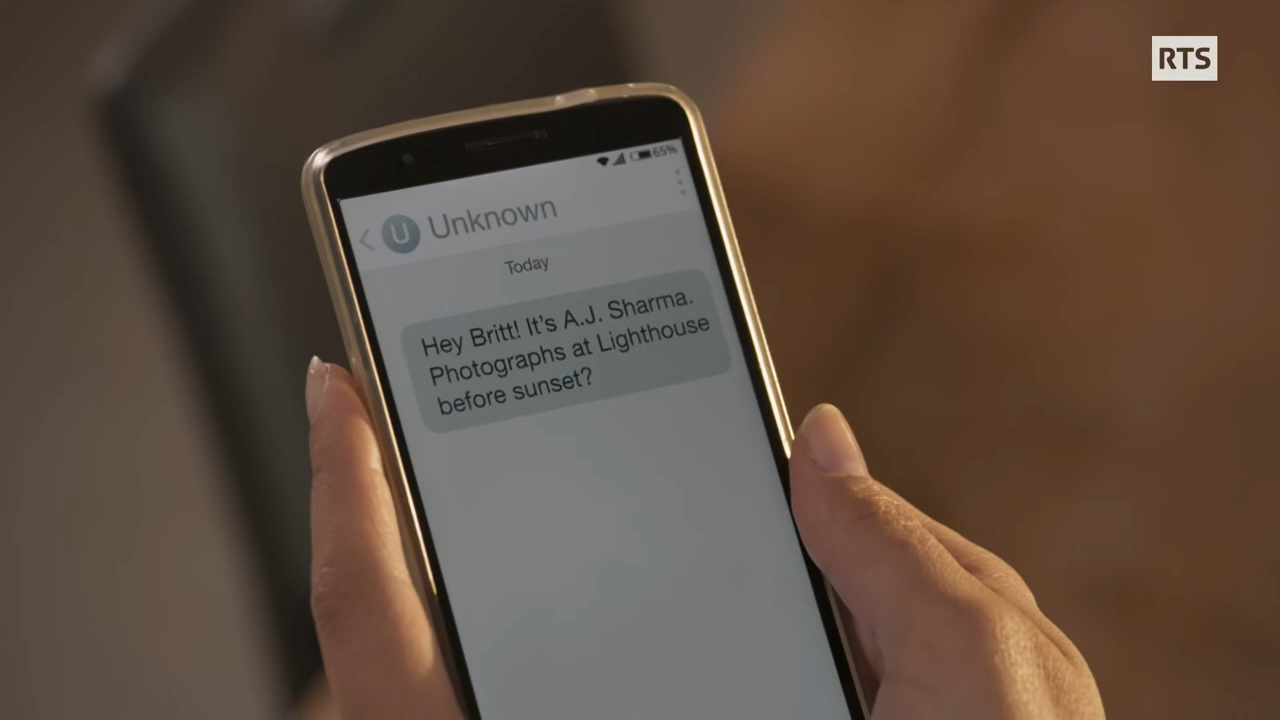 RTS
65%
U Unknown
Today
Hey Britt! It's A.J. Sharma.
Photographs at Lighthouse
before sunset?